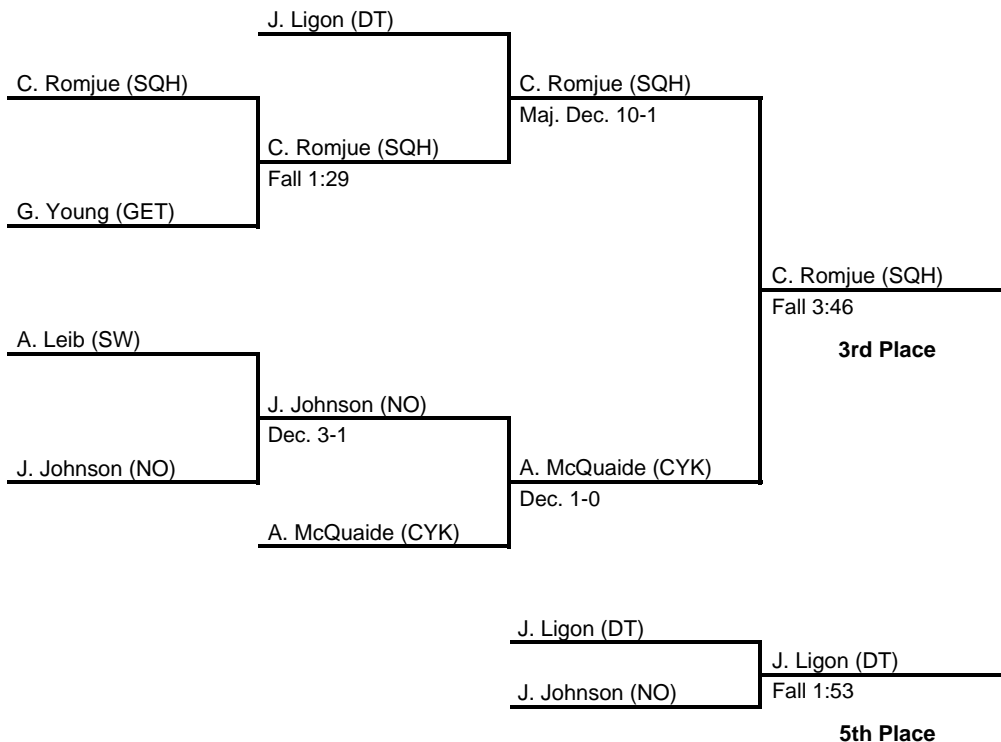 J. Ligon (DT)
C. Romjue (SQH)
C. Romjue (SQH)
Maj. Dec. 10-1
C. Romjue (SQH)
Fall 1:29
G. Young (GET)
C. Romjue (SQH)
Fall 3:46
3rd Place
A. Leib (SW)
J. Johnson (NO)
Dec. 3-1
J. Johnson (NO)
A. McQuaide (CYK)
Dec. 1-0
A. McQuaide (CYK)
J. Ligon (DT)
J. Ligon (DT)
Fall 1:53
J. Johnson (NO)
5th Place